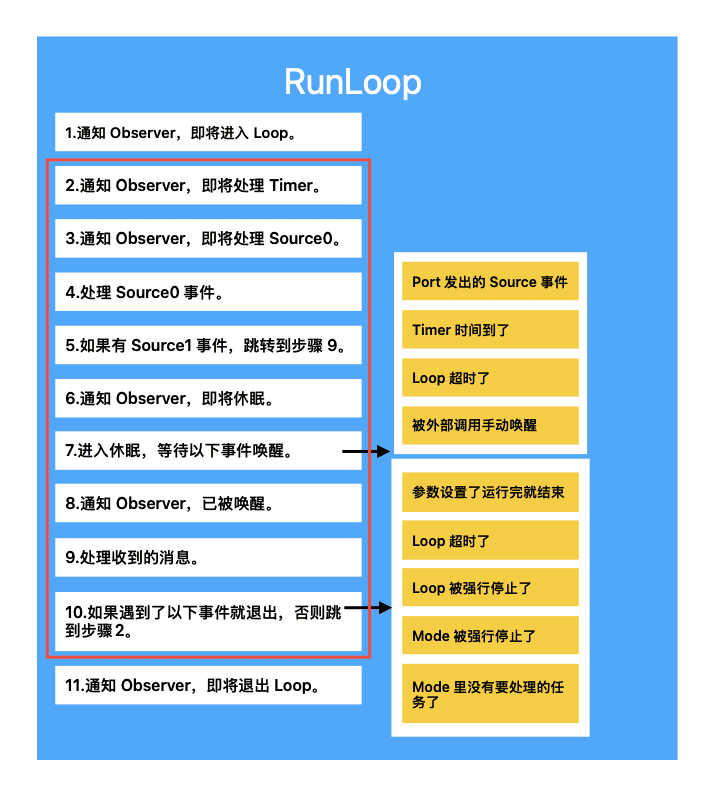 RunLoop
1.通知 Observer，即将进入 Loop。
2.通知 Observer，即将处理 Timer。
3.通知 Observer，即将处理 Source0。
4.处理 Source0 事件。
5.如果有 Source1 事件，跳转到步骤 9。
6.通知 Observer，即将休眠。
7.进入休眠，等待以下事件唤醒。
8.通知 Observer，已被唤醒。
9.处理收到的消息。
10.如果遇到了以下事件就退出，否则跳
到步骤 2。
11.通知 Observer，即将退出 Loop。
Port 发出的 Source 事件
Timer 时间到了
Loop 超时了
被外部调用手动唤醒
参数设置了运行完就结束
Loop 超时了
Loop 被强行停止了
Mode 被强行停止了
Mode 里没有要处理的任
务了